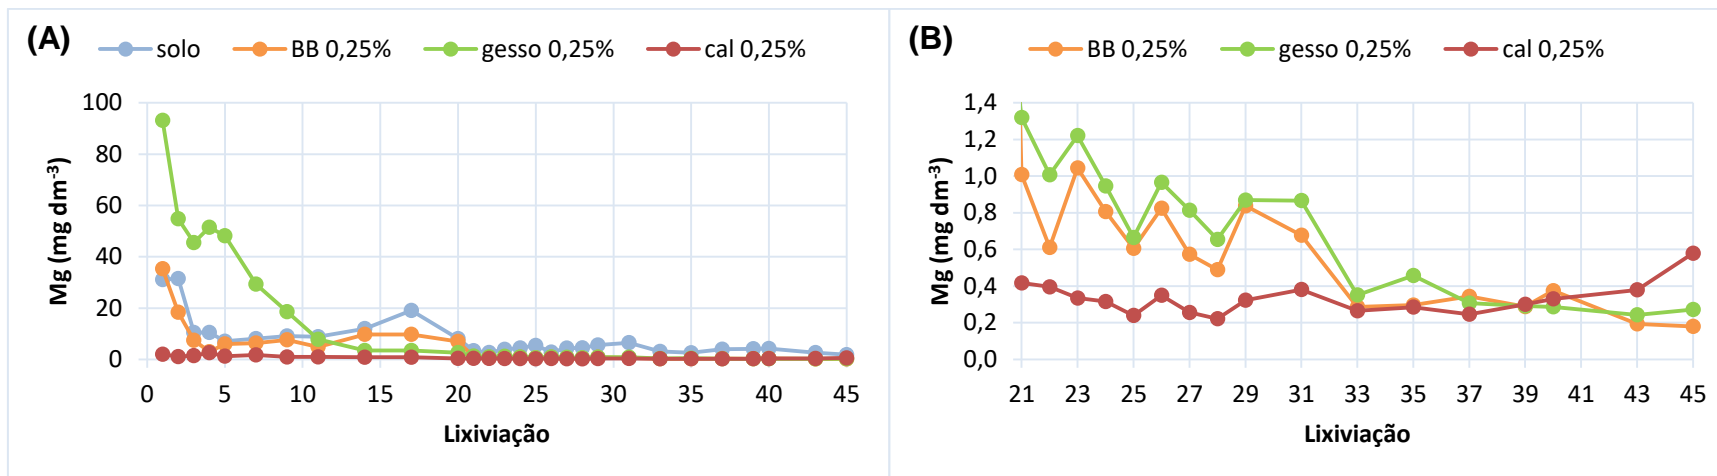 (A)
solo BB 0,25% gesso 0,25% cal 0,25%
100
80
60
40
20
0
Mg (mg dm-3)
0 5 10 15 20 25 30 35 40 45
Lixiviação
(B)
BB 0,25% gesso 0,25% cal 0,25%
1,4
1,2
1,0
0,8
0,6
0,4
0,2
0,0
Mg (mg dm-3)
21 23 25 27 29 31 33 35 37 39 41 43 45
Lixiviação